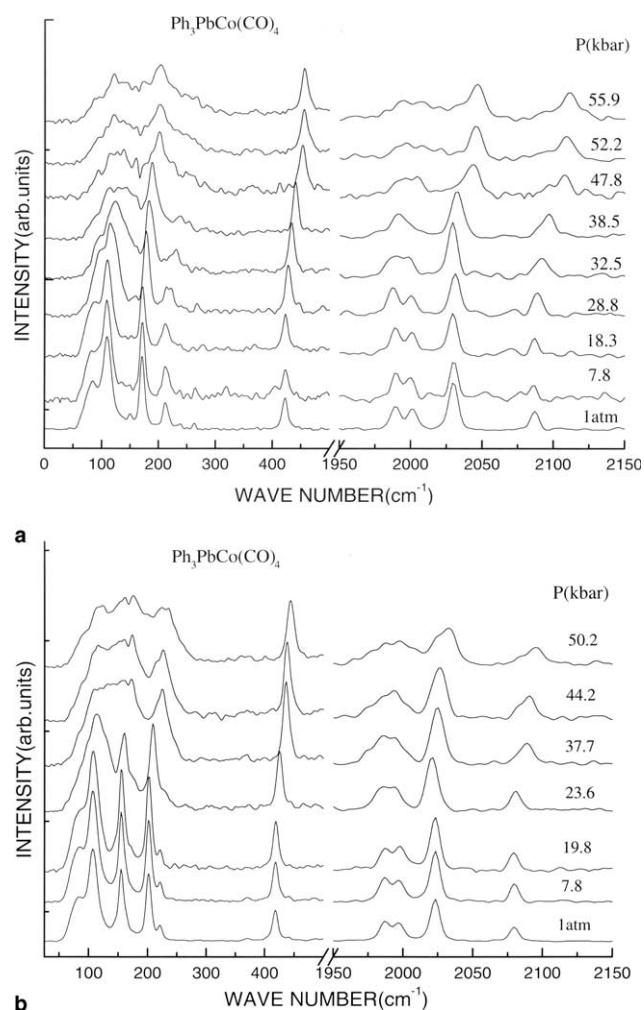 Ph₃PbCo(CO)₄
P(kbar)
55.9
52.2
47.8
38.5
32.5
28.8
18.3
7.8
1atm
INTENSITY(arb.units)
0 100 200 300 400 1950 2000 2050 2100 2150
WAVE NUMBER(cm⁻¹)
a
Ph₃PbCo(CO)₄
P(kbar)
50.2
44.2
37.7
23.6
19.8
7.8
1atm
INTENSITY(arb.units)
100 200 300 400 1950 2000 2050 2100 2150
WAVE NUMBER(cm⁻¹)
b